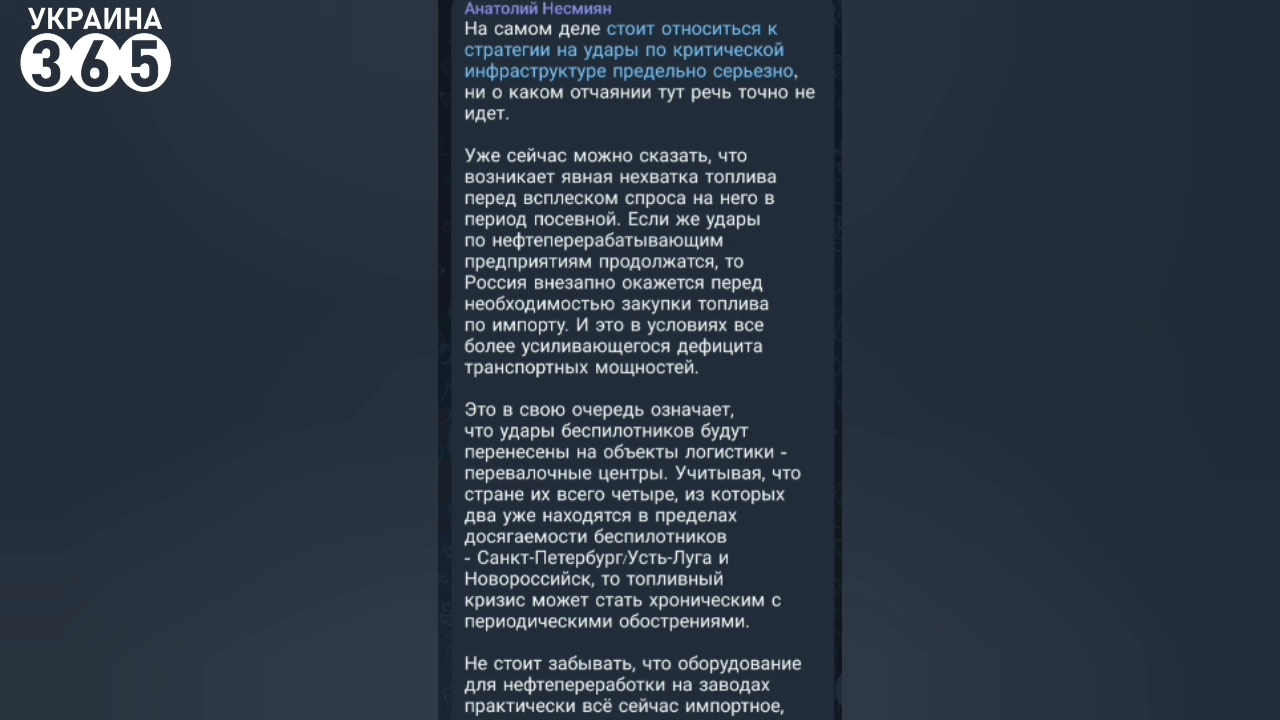 УКРАИНА
365
Анатолий Несмиян
На самом деле стоит относиться к
стратегии на удары по критической
инфраструктуре предельно серьезно,
ни о каком отчаянии тут речь точно не
идет.
Уже сейчас можно сказать, что
возникает явная нехватка топлива
перед всплеском спроса на него в
период посевной. Если же удары
по нефтеперерабатывающим
предприятиям продолжатся, то
Россия внезапно окажется перед
необходимостью закупки топлива
по импорту. И это в условиях все
более усиливающегося дефицита
транспортных мощностей.
Это в свою очередь означает,
что удары беспилотников будут
перенесены на объекты логистики -
перевалочные центры. Учитывая, что
стране их всего четыре, из которых
два уже находятся в пределах
досягаемости беспилотников
- Санкт-Петербург/Усть-Луга и
Новороссийск, то топливный
кризис может стать хроническим с
периодическими обострениями.
Не стоит забывать, что оборудование
для нефтепереработки на заводах
практически всё сейчас импортное,